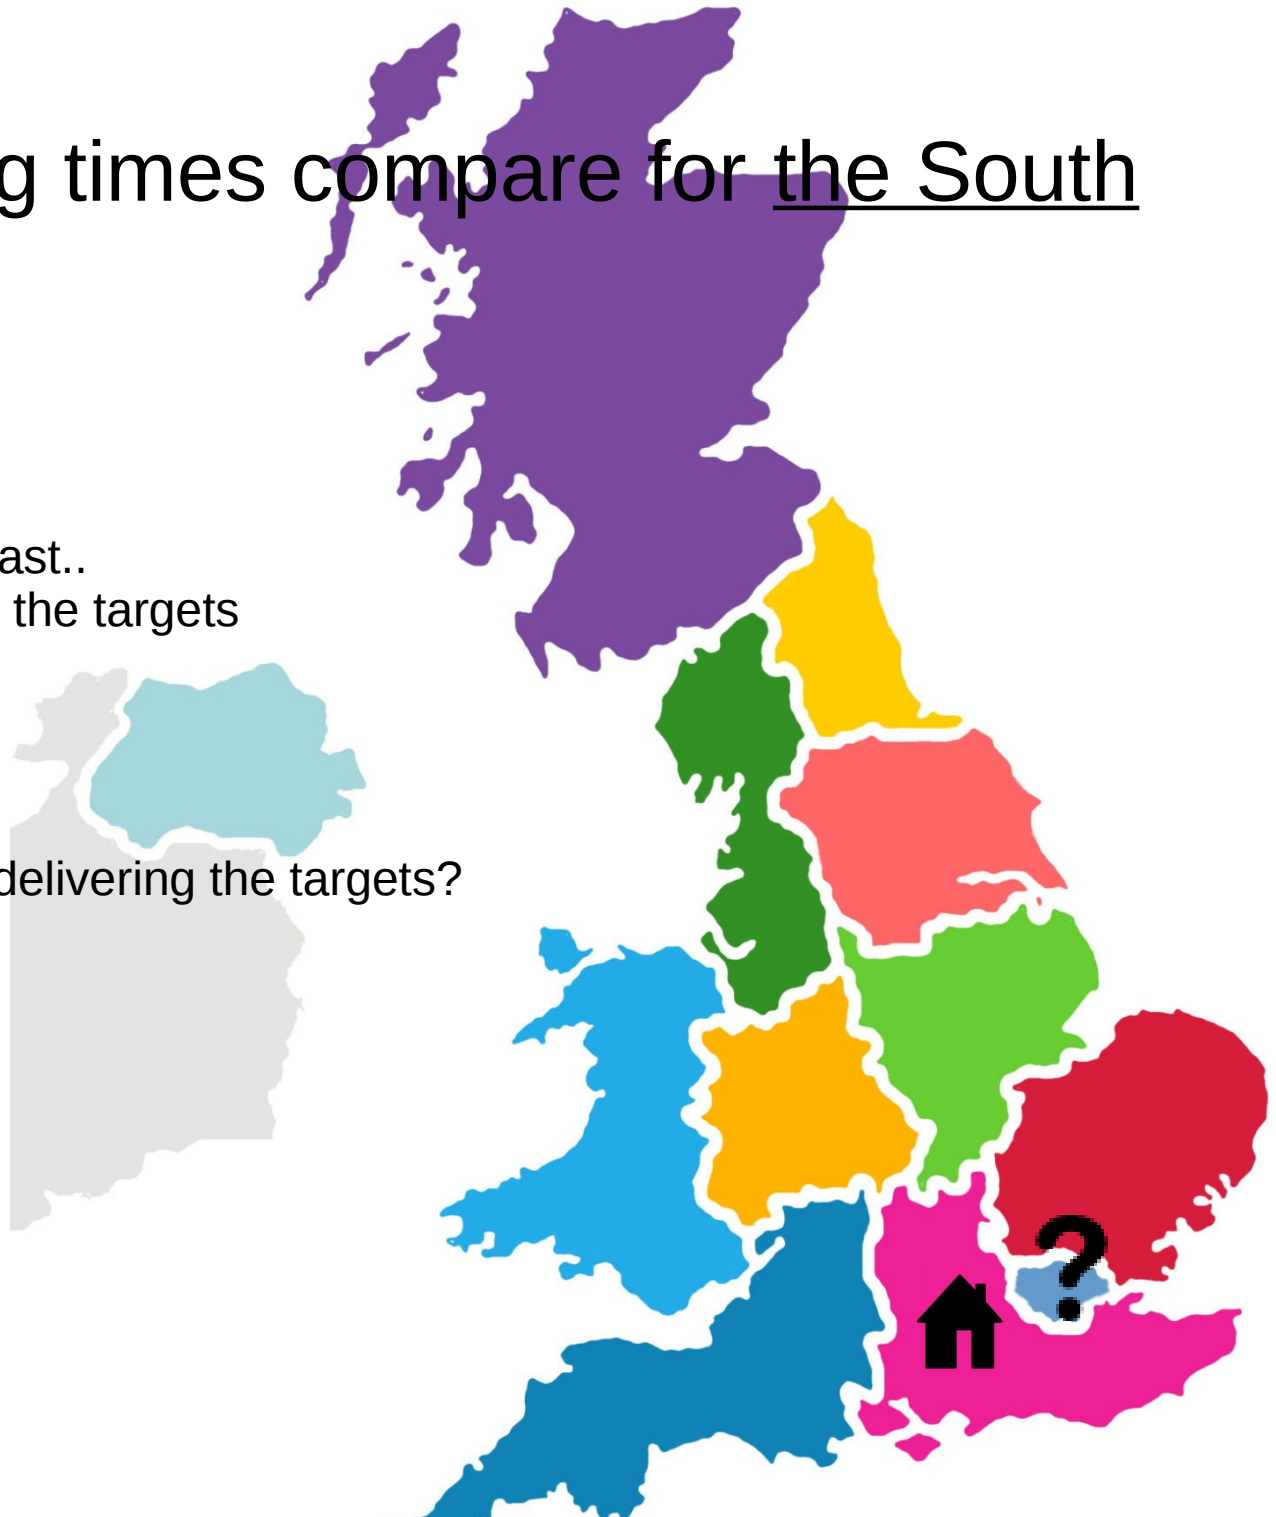 g times compare for the South
ast..
the targets
delivering the targets?
?